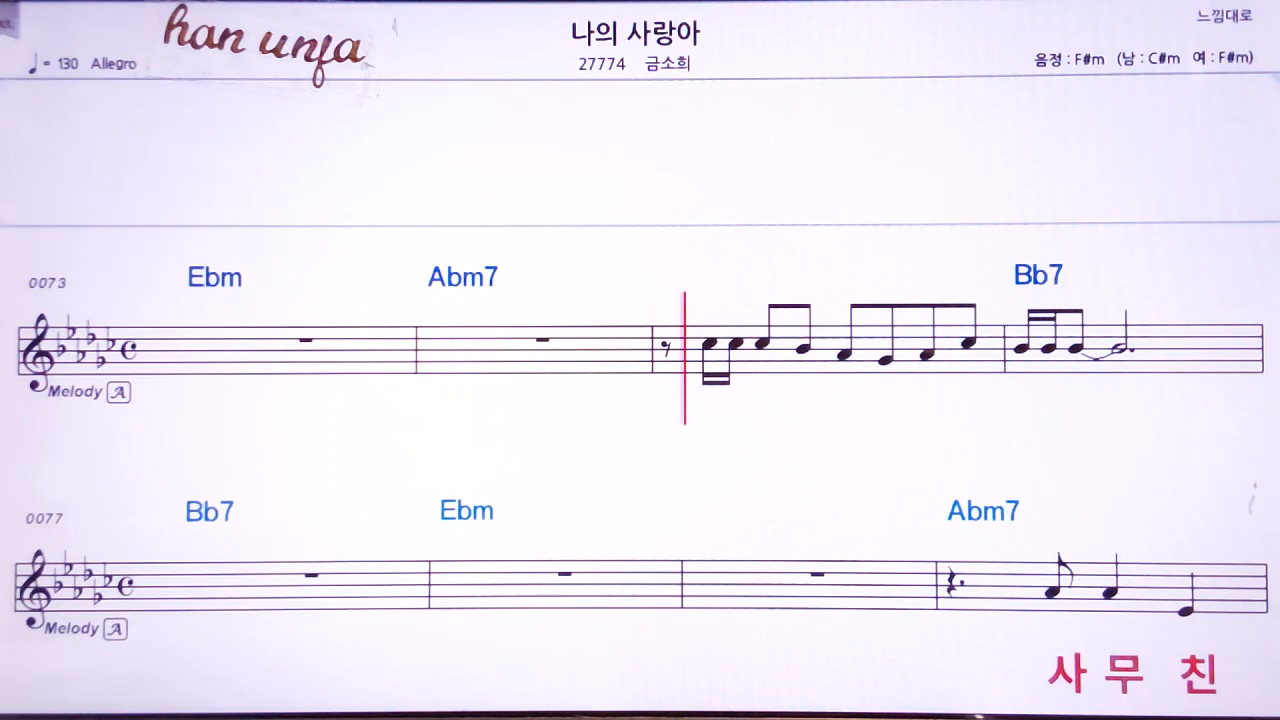 han unfa
나의 사랑아
느낌대로
♩= 130 Allegro
27774 금소희
음정 : F#m (남 : C#m 여 : F#m)
0073
Ebm Abm7 Bb7
Melody A
0077
Bb7 Ebm Abm7
Melody A
사 무 친